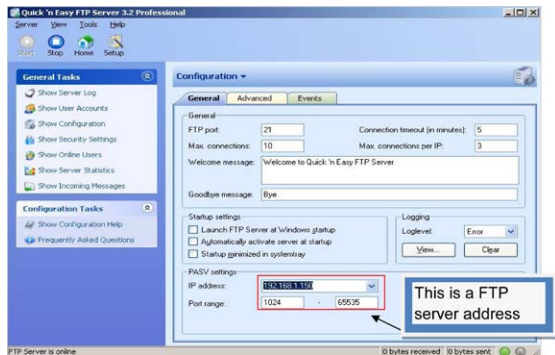 Quick 'n Easy FTP Server 3.2 Professional
Server View Tools Help
Start Stop Home Setup
General Tasks
Show Server Log
Show User Accounts
Show Configuration
Show Security Settings
Show Online Users
Show Server Statistics
Show Incoming Messages
Configuration Tasks
Show Configuration Help
Frequently Asked Questions
Configuration
General Advanced Events
General
FTP port: 21 Connection timeout (in minutes): 5
Max. connections: 10 Max. connections per IP: 3
Welcome message: Welcome to Quick 'n Easy FTP Server
Goodbye message: Bye
Startup settings
Launch FTP Server at Windows startup
Automatically activate server at startup
Startup minimized in systemtray
Logging
Loglevel: Error
View... Clear
PASV settings
IP address: 192.168.1.150
Port range: 1024 - 65535
This is a FTP
server address
FTP Server is online 0 bytes received 0 bytes sent